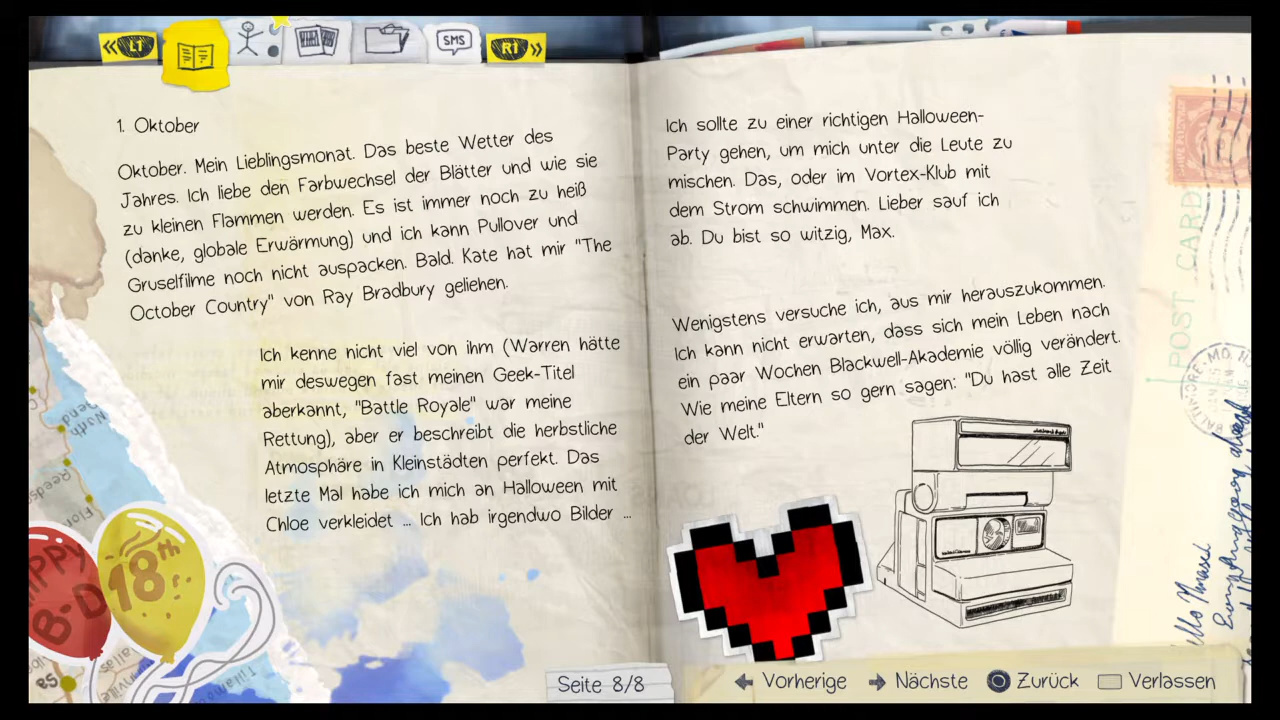 LT
SMS
R1
1. Oktober
Oktober. Mein Lieblingsmonat. Das beste Wetter des
Jahres. Ich liebe den Farbwechsel der Blätter und wie sie
zu kleinen Flammen werden. Es ist immer noch zu heiß
(danke, globale Erwärmung) und ich kann Pullover und
Gruselfilme noch nicht auspacken. Bald. Kate hat mir "The
October Country" von Ray Bradbury geliehen.
Ich kenne nicht viel von ihm (Warren hätte
mir deswegen fast meinen Geek-Titel
aberkannt, "Battle Royale" war meine
Rettung), aber er beschreibt die herbstliche
Atmosphäre in Kleinstädten perfekt. Das
letzte Mal habe ich mich an Halloween mit
Chloe verkleidet ... Ich hab irgendwo Bilder ...
HAPPY
B-D
18th
Ich sollte zu einer richtigen Halloween-
Party gehen, um mich unter die Leute zu
mischen. Das, oder im Vortex-Klub mit
dem Strom schwimmen. Lieber sauf ich
ab. Du bist so witzig, Max.
Wenigstens versuche ich, aus mir herauszukommen.
Ich kann nicht erwarten, dass sich mein Leben nach
ein paar Wochen Blackwell-Akademie völlig verändert.
Wie meine Eltern so gern sagen: "Du hast alle Zeit
der Welt."
POST CARD
Seite 8/8
Vorherige
Nächste
Zurück
Verlassen